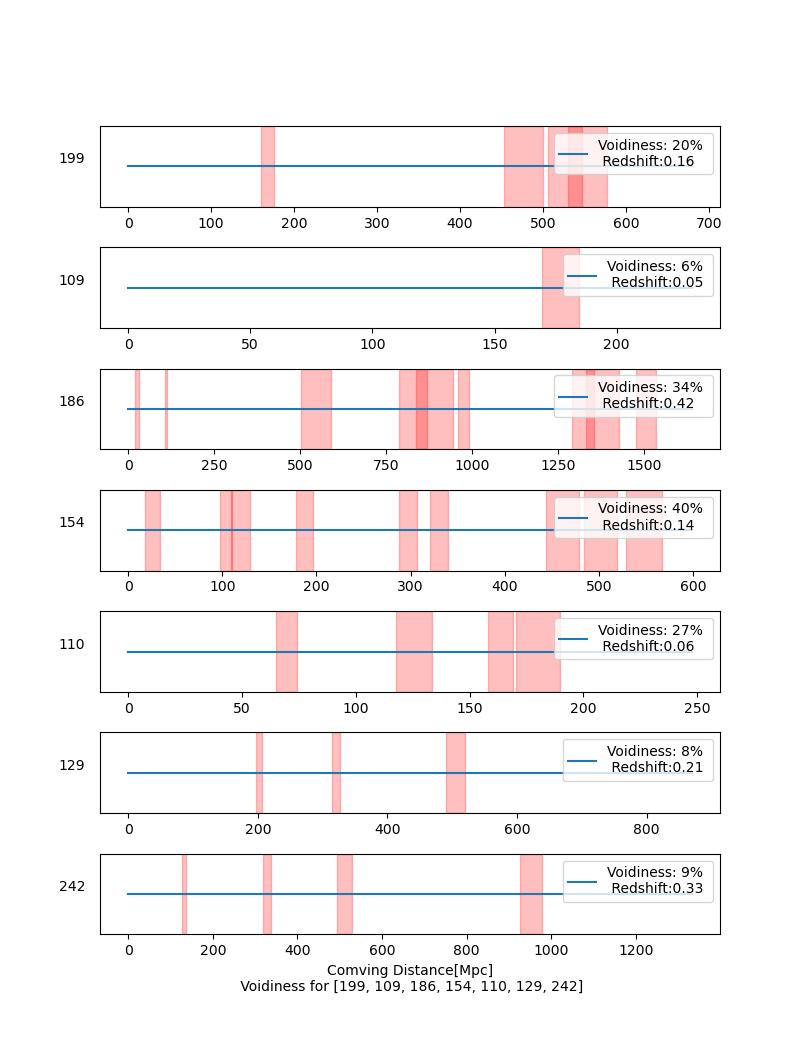 Voidiness: 20%
Redshift:0.16
199
0 100 200 300 400 500 600 700
Voidiness: 6%
Redshift:0.05
109
0 50 100 150 200
Voidiness: 34%
Redshift:0.42
186
0 250 500 750 1000 1250 1500
Voidiness: 40%
Redshift:0.14
154
0 100 200 300 400 500 600
Voidiness: 27%
Redshift:0.06
110
0 50 100 150 200 250
Voidiness: 8%
Redshift:0.21
129
0 200 400 600 800
Voidiness: 9%
Redshift:0.33
242
0 200 400 600 800 1000 1200
Comving Distance[Mpc]
Voidiness for [199, 109, 186, 154, 110, 129, 242]